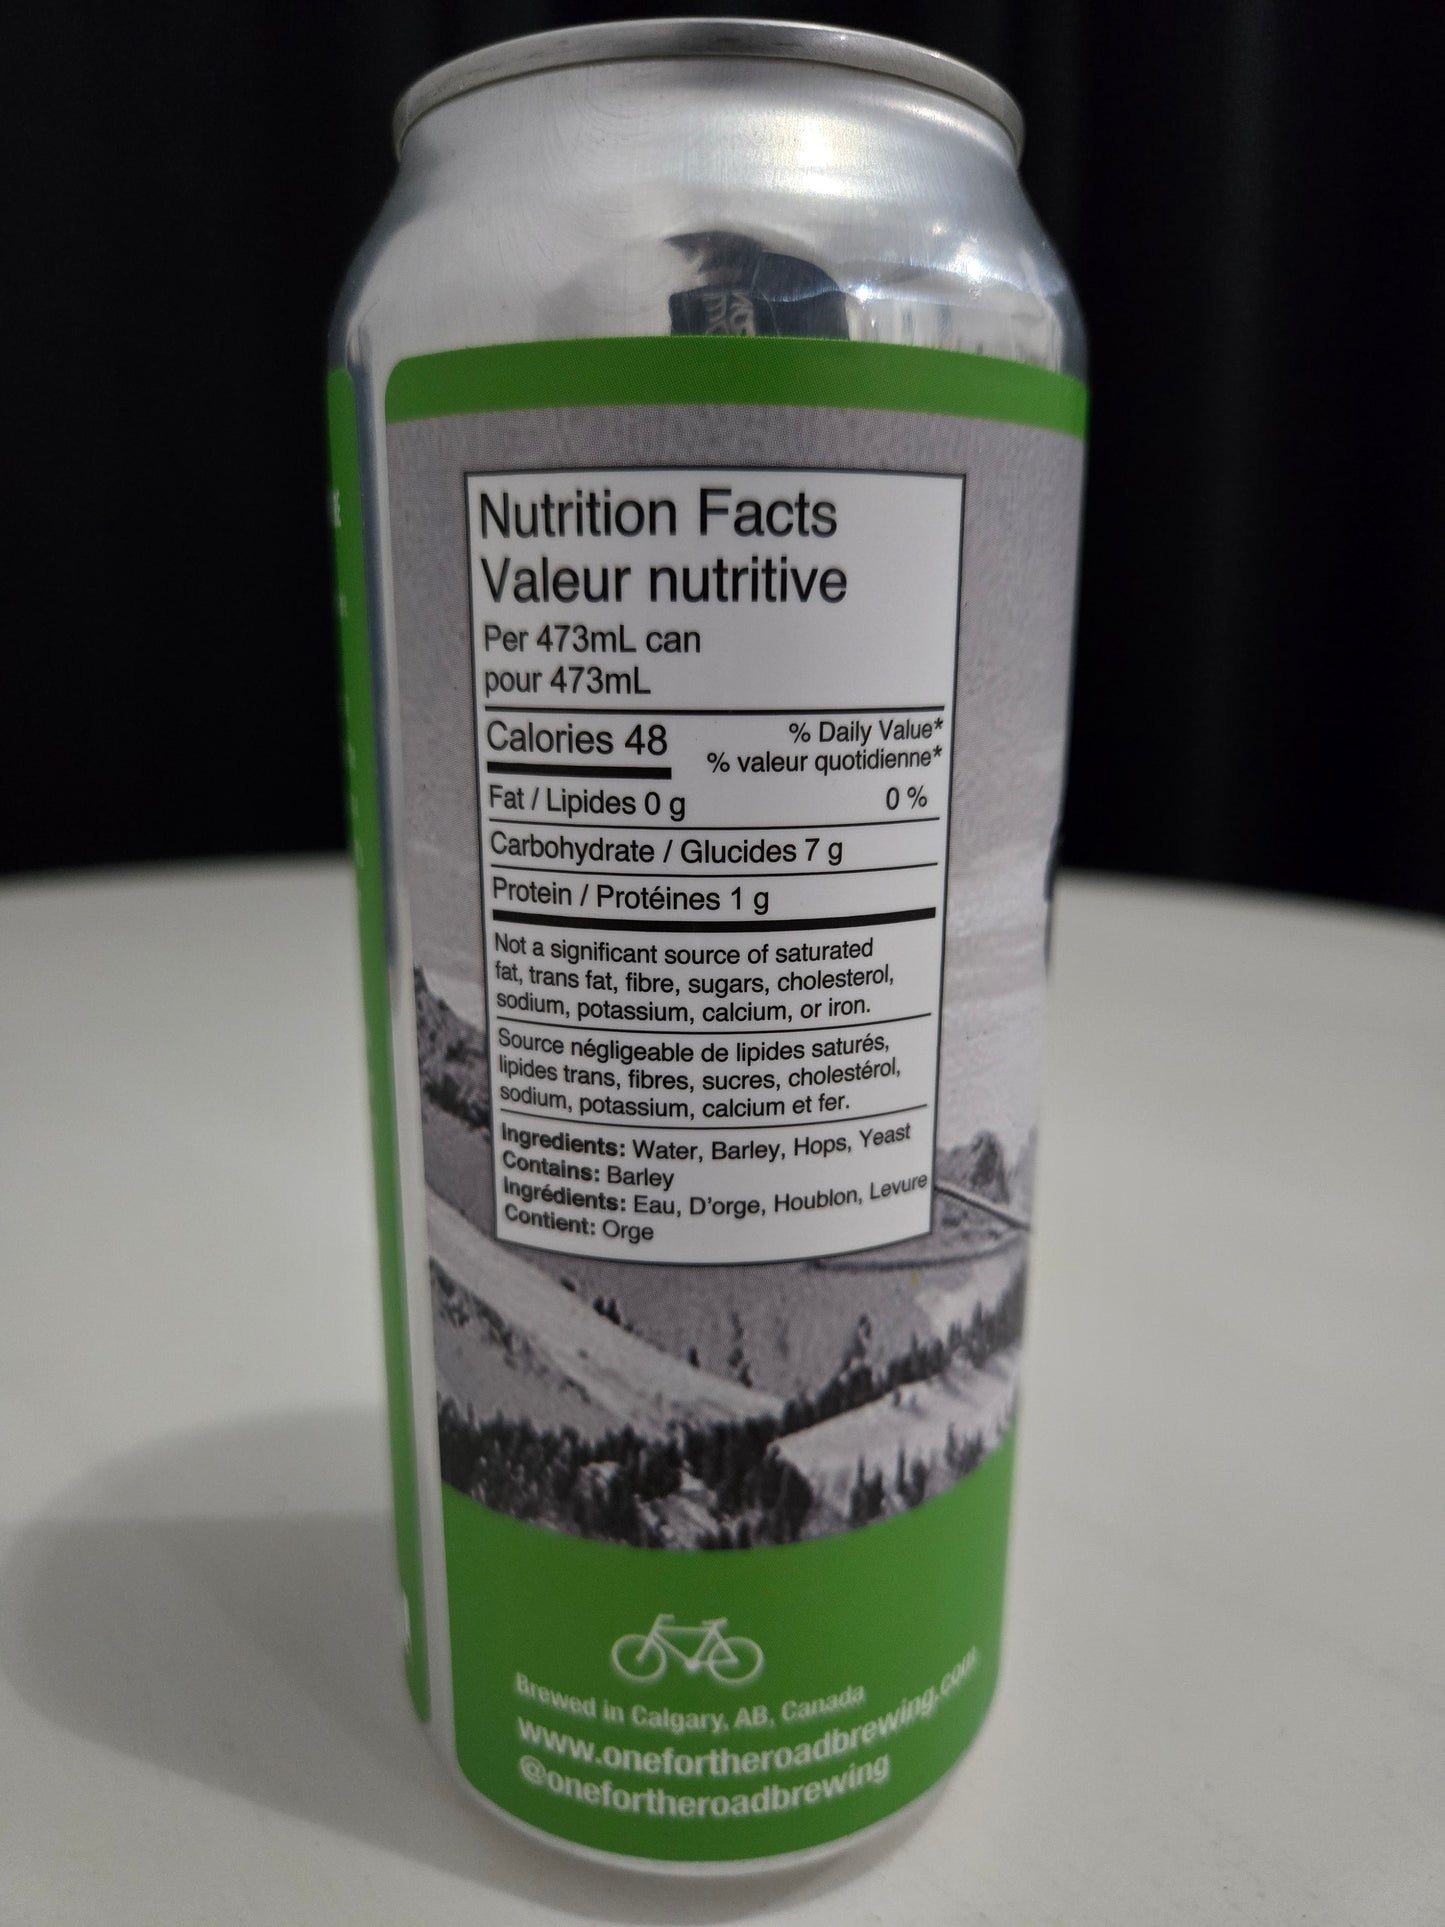 Nutrition Facts
Valeur nutritive
Per 473mL can
pour 473mL
Calories 48
% Daily Value*
% valeur quotidienne*
Fat / Lipides 0 g 0 %
Carbohydrate / Glucides 7 g
Protein / Protéines 1 g
Not a significant source of saturated
fat, trans fat, fibre, sugars, cholesterol,
sodium, potassium, calcium, or iron.
Source négligeable de lipides saturés,
lipides trans, fibres, sucres, cholestérol,
sodium, potassium, calcium et fer.
Ingredients: Water, Barley, Hops, Yeast
Contains: Barley
Ingrédients: Eau, D'orge, Houblon, Levure
Contient: Orge
Brewed in Calgary, AB, Canada
www.onefortheroadbrewing.com
@onefortheroadbrewing